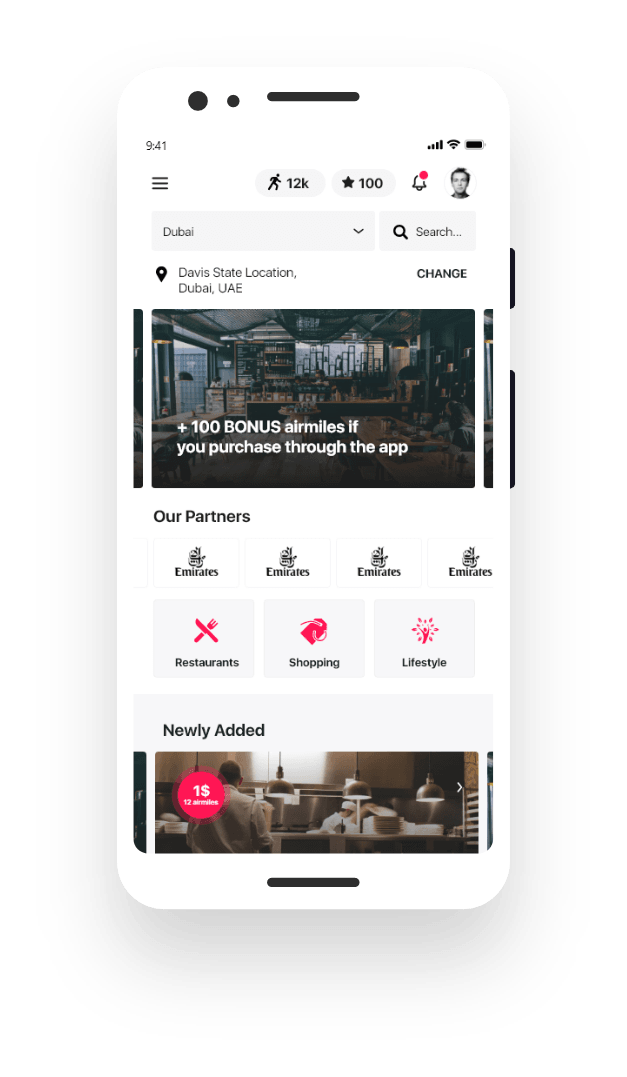 9:41
12k
100
Dubai
Search...
Davis State Location,
Dubai, UAE
CHANGE
+ 100 BONUS airmiles if
you purchase through the app
Our Partners
Emirates
Emirates
Emirates
Emirates
Restaurants
Shopping
Lifestyle
Newly Added
1$
12 airmiles